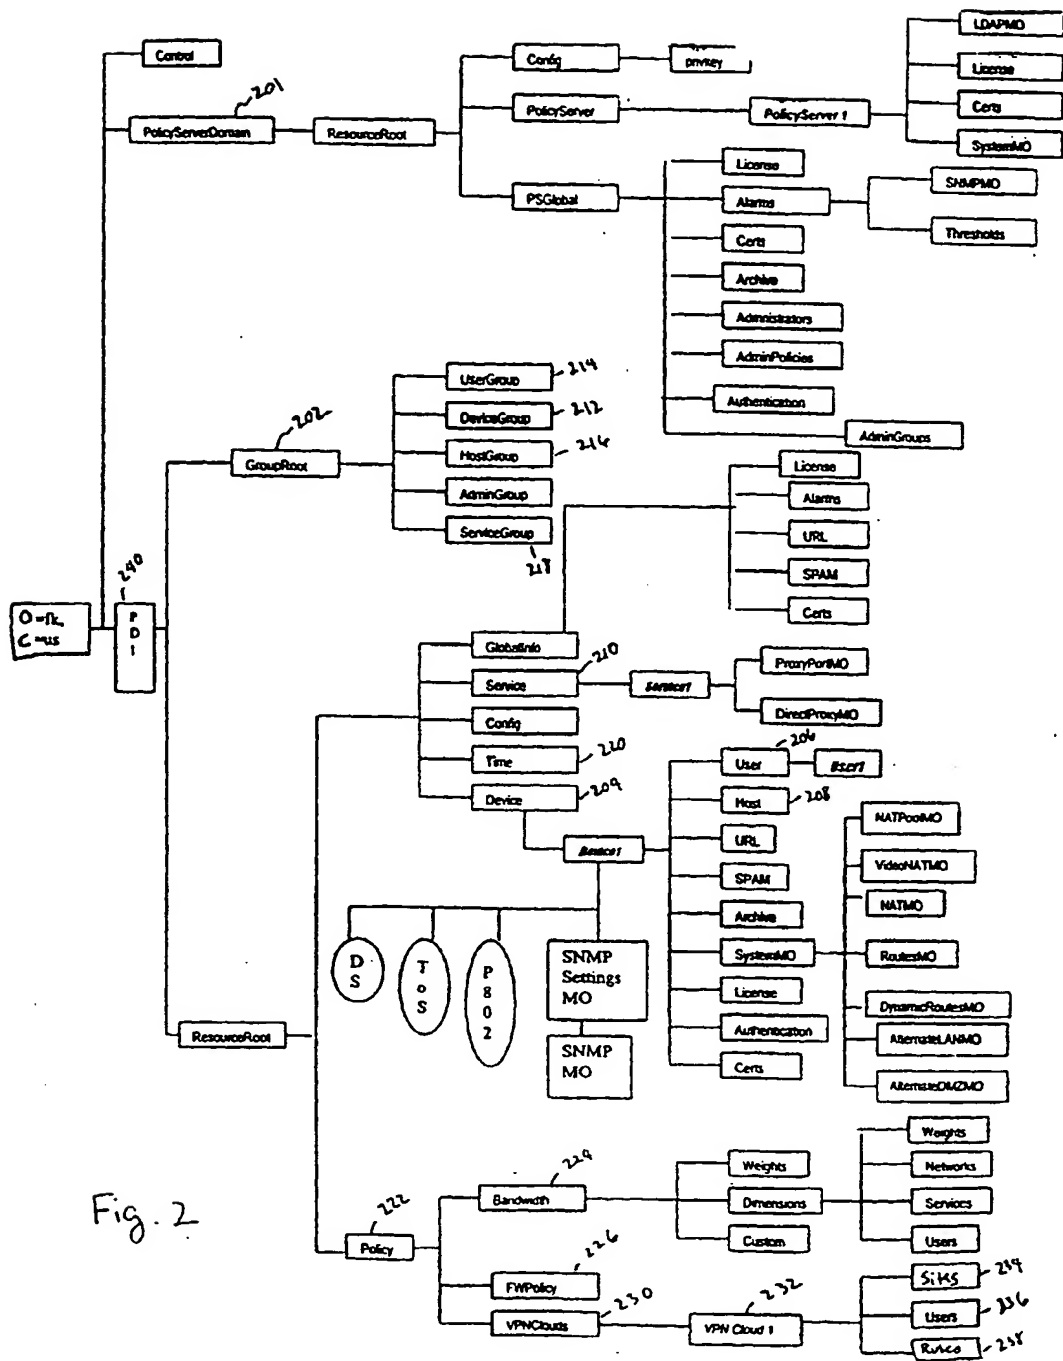 LDAPMO
Control
Config
privkey
License
201
PolicyServerDomain
ResourceRoot
PolicyServer
PolicyServer 1
Certs
SystemMO
License
PSGlobal
Alarms
SNMPMO
Thresholds
Certs
Archive
Administrators
AdminPolicies
Authentication
AdminGroups
UserGroup
214
DeviceGroup
212
202
GroupRoot
HostGroup
216
AdminGroup
ServiceGroup
218
License
Alarms
URL
SPAM
Certs
240
O=fk,
C=us
PD1
GlobalInfo
210
Service
Service1
ProxyPortMO
DirectProxyMO
Config
Time
220
Device
209
206
User
User1
Host
208
Device1
URL
SPAM
Archive
SystemMO
License
Authentication
Certs
NATPoolMO
VideoNATMO
NATMO
RoutesMO
DynamicRoutesMO
AlternateLANMO
AlternateDMZMO
DS
ToS
P802
SNMP
Settings
MO
SNMP
MO
ResourceRoot
Fig. 2
222
Policy
224
Bandwidth
Weights
Dimensions
Custom
Weights
Networks
Services
Users
226
FWPolicy
230
VPNClouds
232
VPN Cloud 1
Sites
234
Users
236
Rules
238